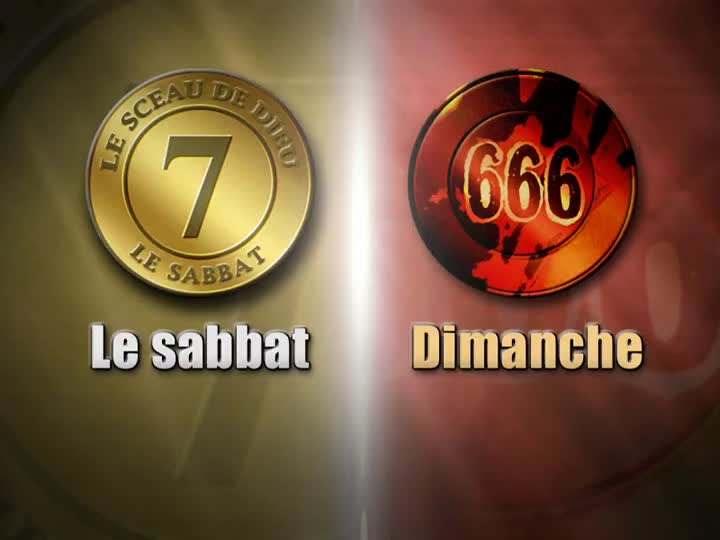 LE SCEAU DE DIEU
7
LE SABBAT
666
Le sabbat
Dimanche